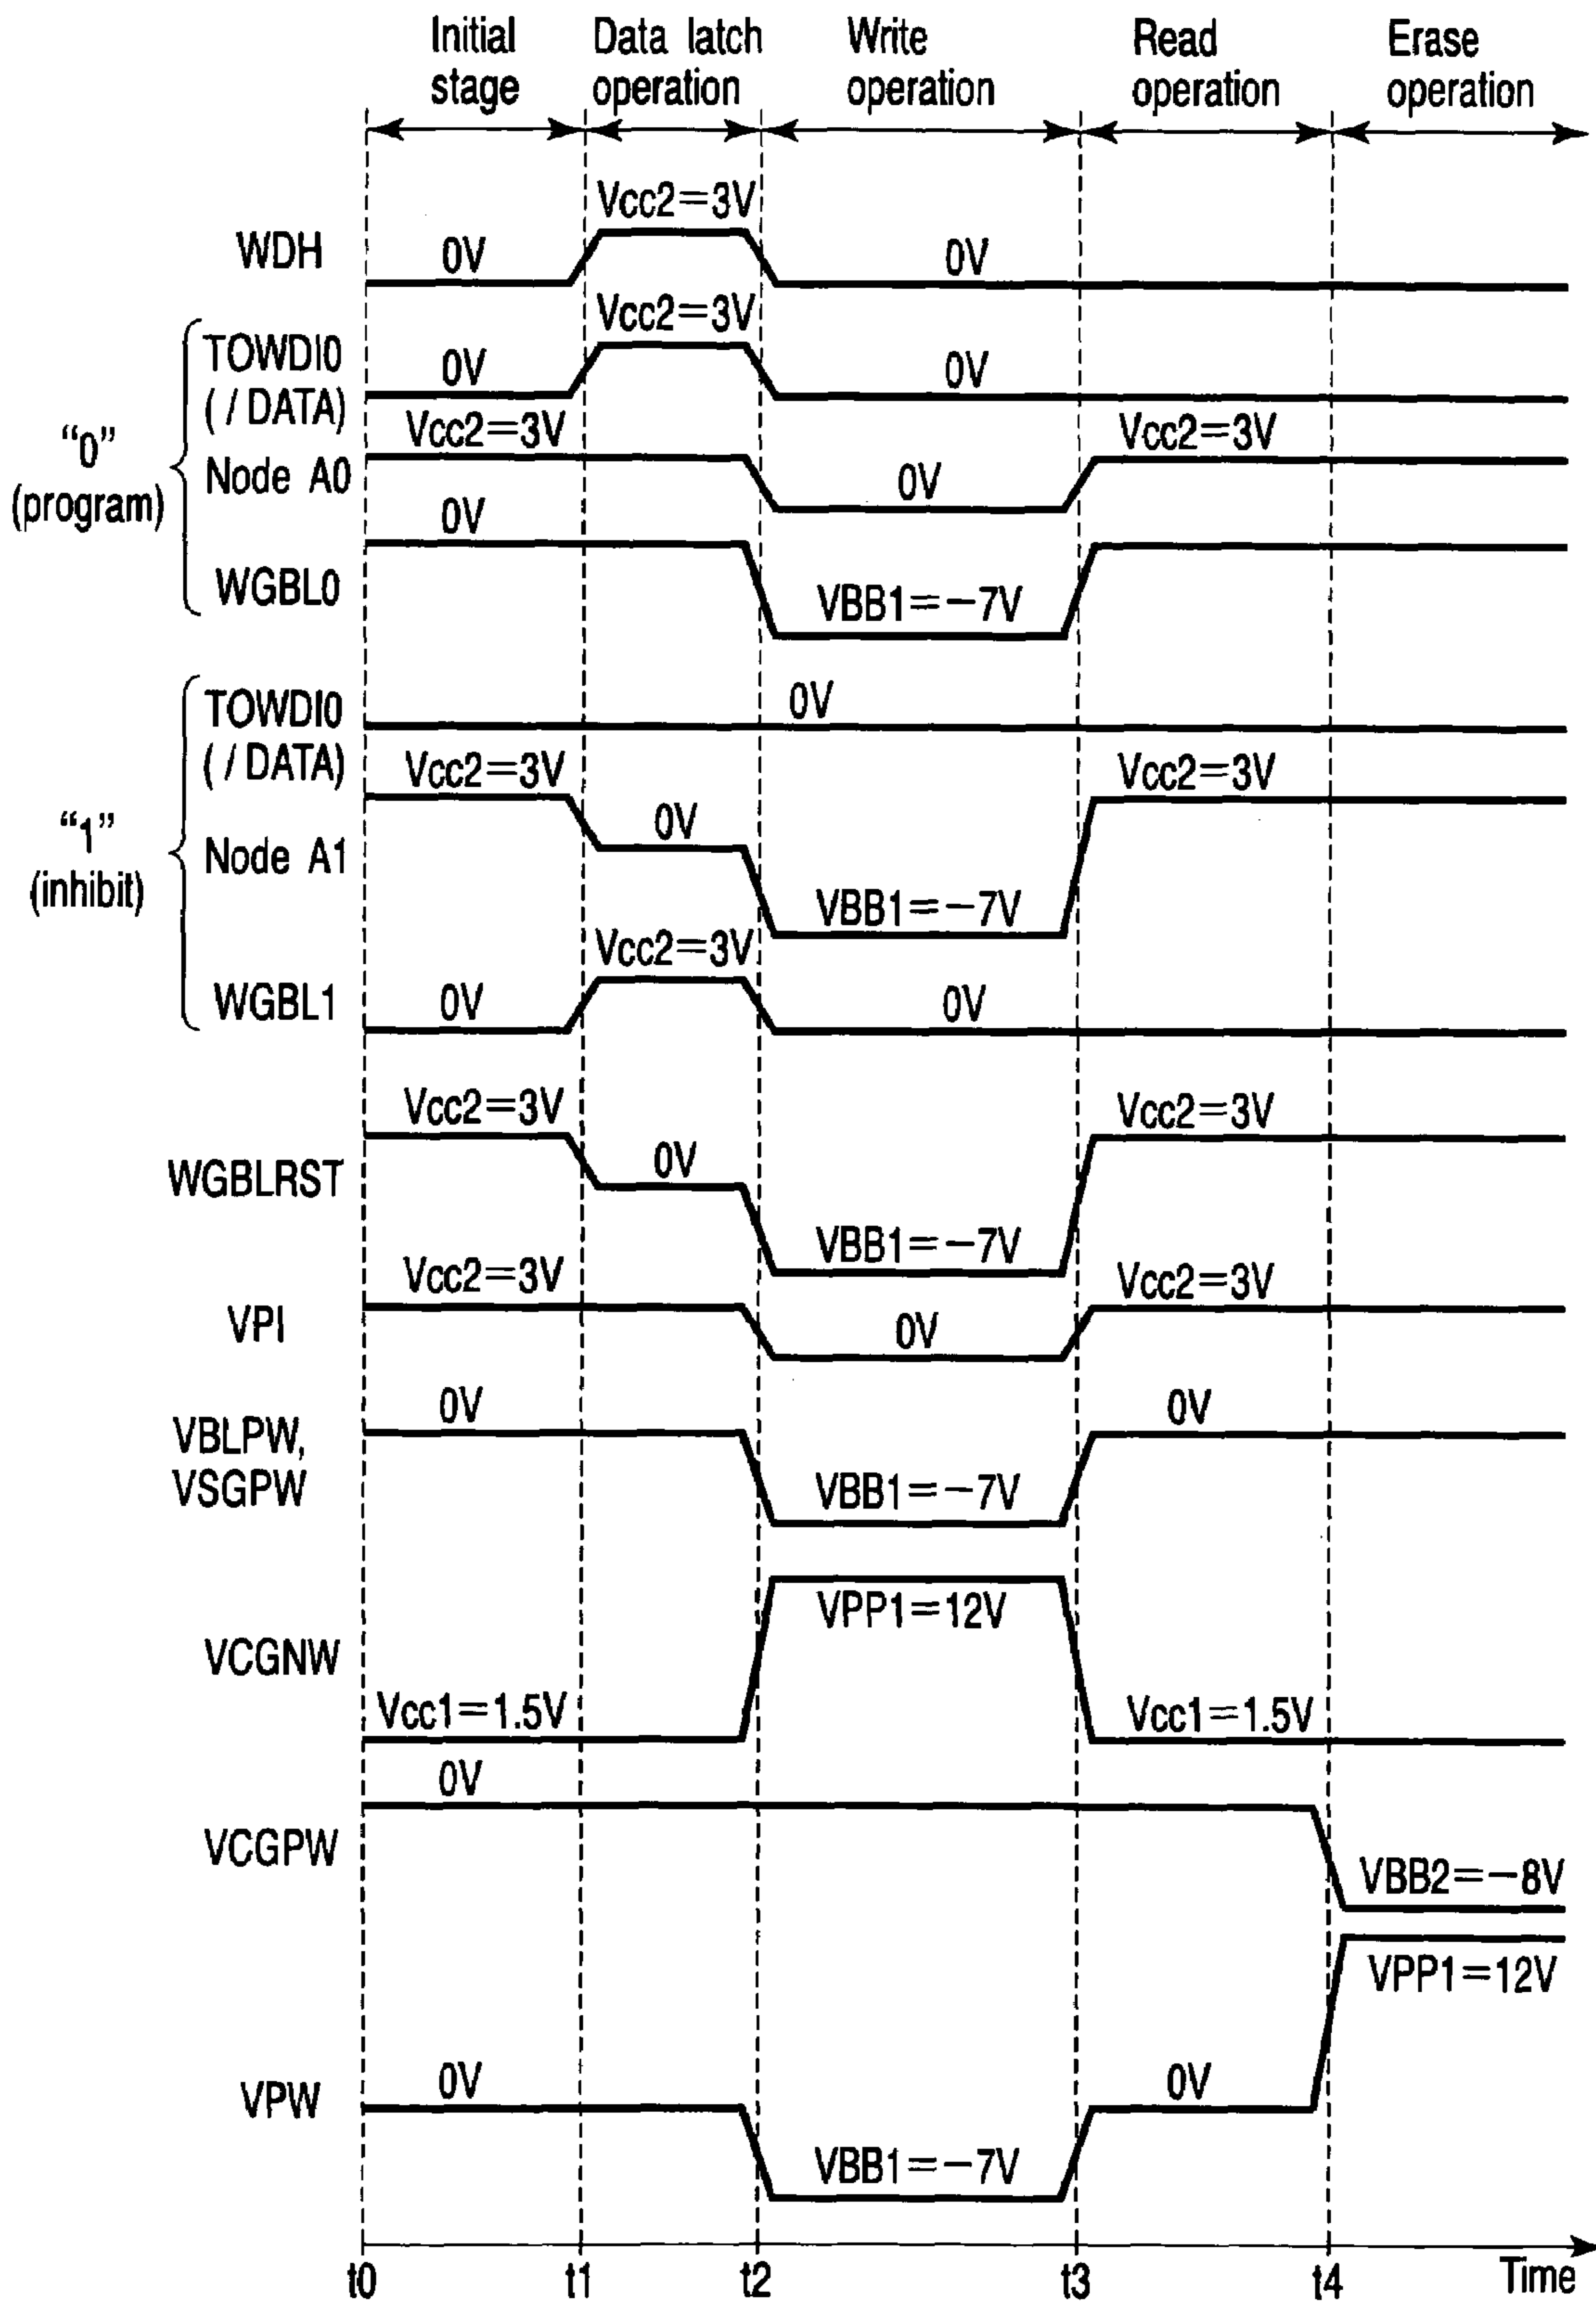 Initial stage
Data latch operation
Write operation
Read operation
Erase operation
Vcc2=3V
WDH
0V
0V
Vcc2=3V
TOWDI0
(/DATA)
0V
0V
"0"
(program)
Vcc2=3V
Vcc2=3V
Node A0
0V
0V
WGBL0
VBB1=-7V
TOWDI0
(/DATA)
0V
"1"
(inhibit)
Vcc2=3V
Vcc2=3V
Node A1
0V
VBB1=-7V
Vcc2=3V
WGBL1
0V
0V
Vcc2=3V
Vcc2=3V
WGBLRST
0V
VBB1=-7V
Vcc2=3V
Vcc2=3V
VPI
0V
0V
0V
VBLPW,
VSGPW
VBB1=-7V
VPP1=12V
VCGNW
Vcc1=1.5V
Vcc1=1.5V
0V
VCGPW
VBB2=-8V
VPP1=12V
VPW
0V
0V
VBB1=-7V
t0
t1
t2
t3
t4
Time